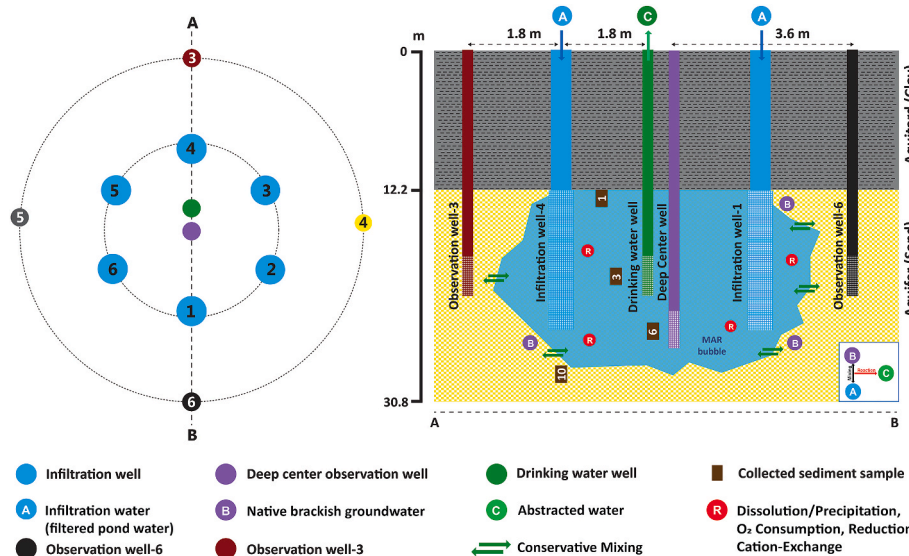 A
3
4
5
3
5
4
6
2
1
6
B
m
A
C
A
1.8 m
1.8 m
3.6 m
0
12.2
30.8
Aquitard (Clay)
Aquifer (Sand)
Observation well-3
Infiltration well-4
Drinking water well
Deep Center well
Infiltration well-1
Observation well-6
1
3
6
10
B
R
R
R
R
B
B
MAR
bubble
B
Mixing
Reaction
C
A
A
B
Infiltration well
Deep center observation well
Drinking water well
Collected sediment sample
A Infiltration water
(filtered pond water)
B Native brackish groundwater
C Abstracted water
R Dissolution/Precipitation,
O₂ Consumption, Reduction
Cation-Exchange
Observation well-6
Observation well-3
Conservative Mixing